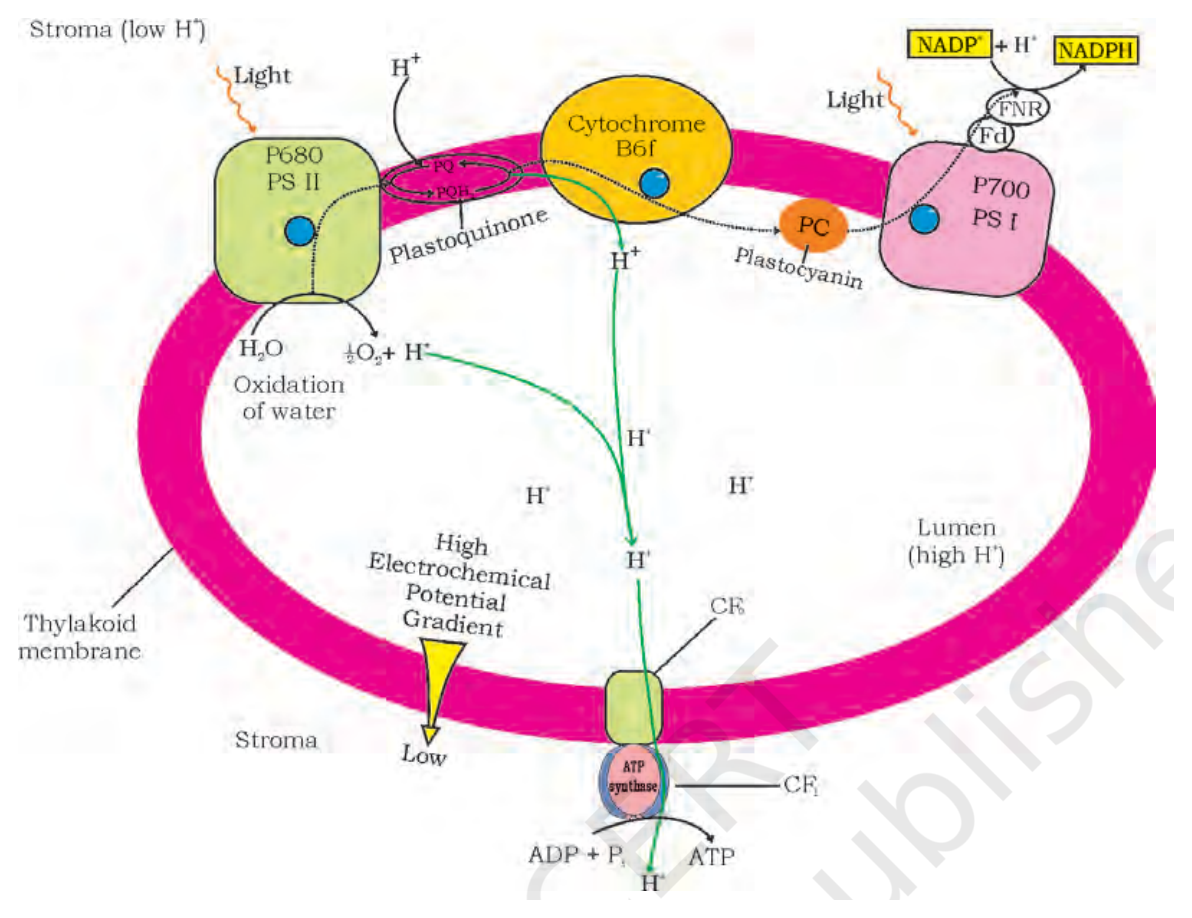 Stroma (low H⁺)
Light
H⁺
P680
PS II
PQ
PQH₂
Plastoquinone
Cytochrome
B6f
NADP⁺ + H⁺
NADPH
FNR
Fd
Light
P700
PS I
PC
Plastocyanin
H⁺
H₂O
½O₂+ H⁺
Oxidation
of water
H⁺
H⁺
H⁺
H⁺
Lumen
(high H⁺)
High
Electrochemical
Potential
Gradient
Low
Thylakoid
membrane
Stroma
CF₀
ATP
synthase
CF₁
ADP + Pᵢ
ATP
H⁺